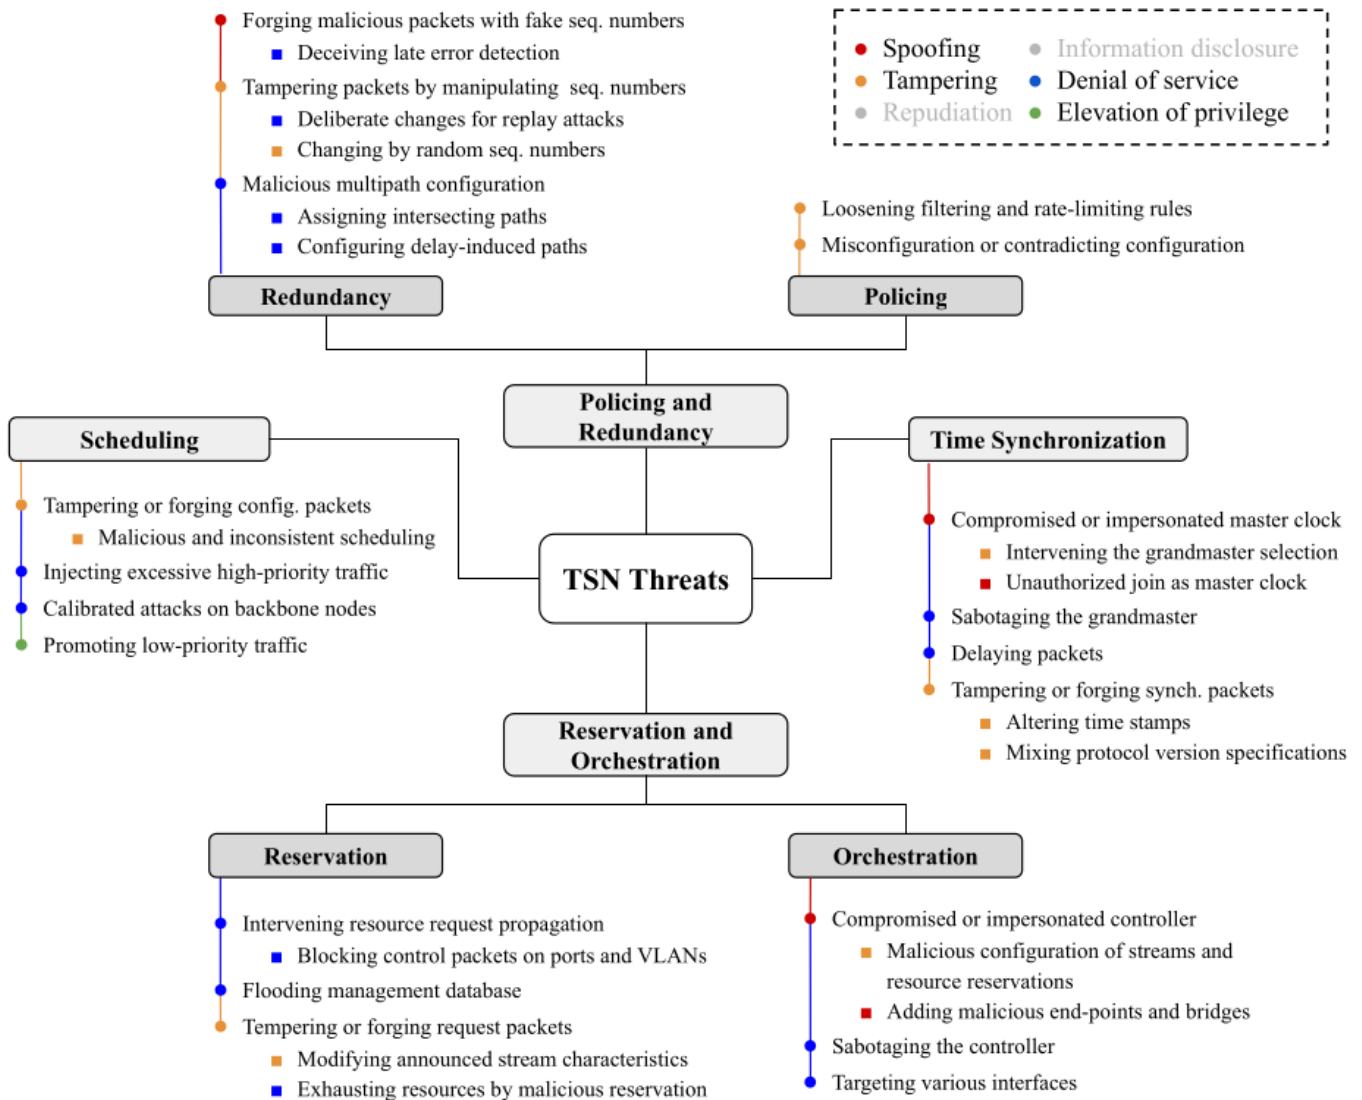 Forging malicious packets with fake seq. numbers
Deceiving late error detection
Tampering packets by manipulating seq. numbers
Deliberate changes for replay attacks
Changing by random seq. numbers
Malicious multipath configuration
Assigning intersecting paths
Configuring delay-induced paths
Redundancy
Spoofing
Information disclosure
Tampering
Denial of service
Repudiation
Elevation of privilege
Loosening filtering and rate-limiting rules
Misconfiguration or contradicting configuration
Policing
Policing and
Redundancy
Scheduling
Tampering or forging config. packets
Malicious and inconsistent scheduling
Injecting excessive high-priority traffic
Calibrated attacks on backbone nodes
Promoting low-priority traffic
TSN Threats
Time Synchronization
Compromised or impersonated master clock
Intervening the grandmaster selection
Unauthorized join as master clock
Sabotaging the grandmaster
Delaying packets
Tampering or forging synch. packets
Altering time stamps
Mixing protocol version specifications
Reservation and
Orchestration
Reservation
Intervening resource request propagation
Blocking control packets on ports and VLANs
Flooding management database
Tempering or forging request packets
Modifying announced stream characteristics
Exhausting resources by malicious reservation
Orchestration
Compromised or impersonated controller
Malicious configuration of streams and
resource reservations
Adding malicious end-points and bridges
Sabotaging the controller
Targeting various interfaces